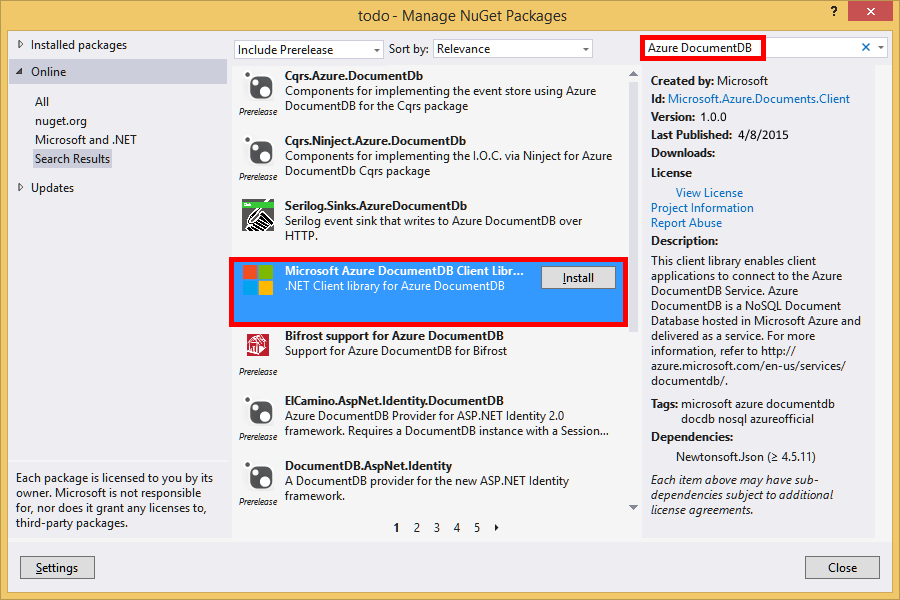 todo - Manage NuGet Packages
?
Installed packages
Online
All
nuget.org
Microsoft and .NET
Search Results
Updates
Each package is licensed to you by its
owner. Microsoft is not responsible
for, nor does it grant any licenses to,
third-party packages.
Settings
Include Prerelease
Sort by:
Relevance
Cqrs.Azure.DocumentDb
Components for implementing the event store using Azure
DocumentDB for the Cqrs package
Prerelease
Cqrs.Ninject.Azure.DocumentDb
Components for implementing the I.O.C. via Ninject for Azure
DocumentDb Cqrs package
Prerelease
Serilog.Sinks.AzureDocumentDb
Serilog event sink that writes to Azure DocumentDB over
HTTP.
Microsoft Azure DocumentDB Client Libr...
.NET Client library for Azure DocumentDB
Install
Bifrost support for Azure DocumentDB
Support for Azure DocumentDB for Bifrost
Prerelease
ElCamino.AspNet.Identity.DocumentDB
Azure DocumentDB Provider for ASP.NET Identity 2.0
framework. Requires a DocumentDB instance with a Session...
Prerelease
DocumentDB.AspNet.Identity
A DocumentDB provider for the new ASP.NET Identity
framework.
Prerelease
1 2 3 4 5
Azure DocumentDB
Created by: Microsoft
Id: Microsoft.Azure.Documents.Client
Version: 1.0.0
Last Published: 4/8/2015
Downloads:
License
View License
Project Information
Report Abuse
Description:
This client library enables client
applications to connect to the Azure
DocumentDB Service. Azure
DocumentDB is a NoSQL Document
Database hosted in Microsoft Azure and
delivered as a service. For more
information, refer to http://
azure.microsoft.com/en-us/services/
documentdb/.
Tags: microsoft azure documentdb
docdb nosql azureofficial
Dependencies:
Newtonsoft.Json (≥ 4.5.11)
Each item above may have sub-
dependencies subject to additional
license agreements.
Close